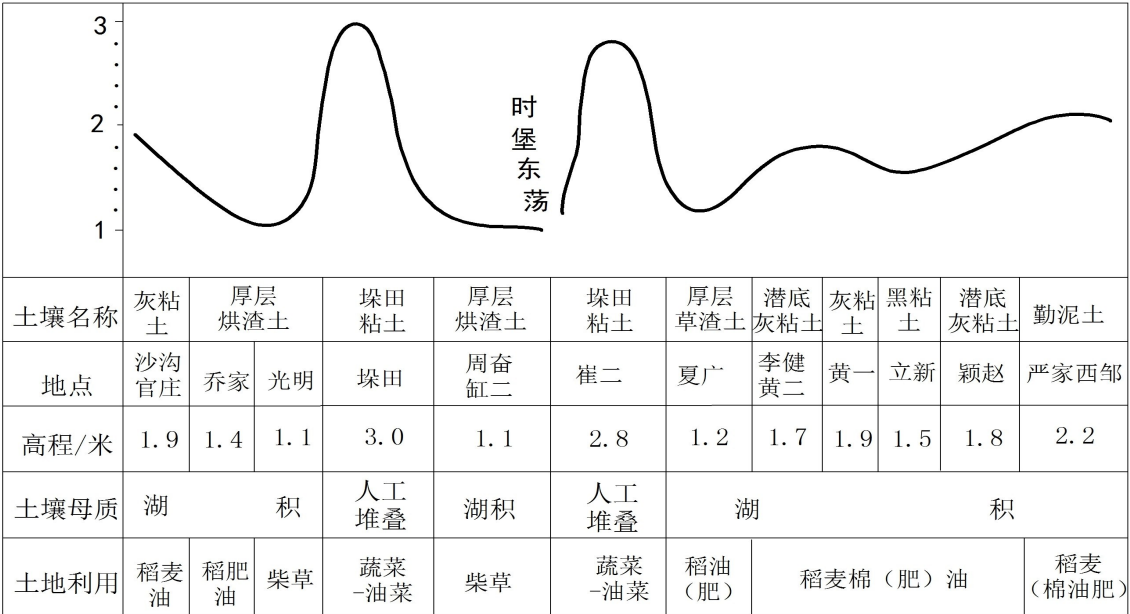 3
2
1
时
堡
东
荡
土壤名称
灰粘
土
厚层
烘渣土
垛田
粘土
厚层
烘渣土
垛田
粘土
厚层
草渣土
潜底
灰粘土
灰粘
土
黑粘
土
潜底
灰粘土
勤泥土
地点
沙沟
官庄
乔家
光明
垛田
周奋
缸二
崔二
夏广
李健
黄二
黄一
立新
颖赵
严家西邹
高程/米
1.9
1.4
1.1
3.0
1.1
2.8
1.2
1.7
1.9
1.5
1.8
2.2
土壤母质
湖 积
人工
堆叠
湖积
人工
堆叠
湖 积
土地利用
稻麦
油
稻肥
油
柴草
蔬菜
-油菜
柴草
蔬菜
-油菜
稻油
（肥）
稻麦棉（肥）油
稻麦
（棉油肥）